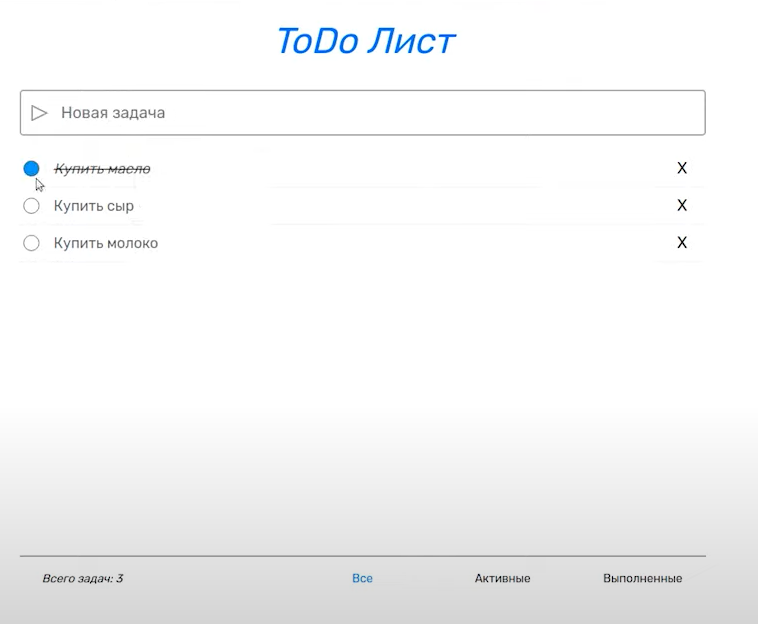 ToDo Лист
Новая задача
Купить масло X
Купить сыр X
Купить молоко X
Всего задач: 3 Все Активные Выполненные